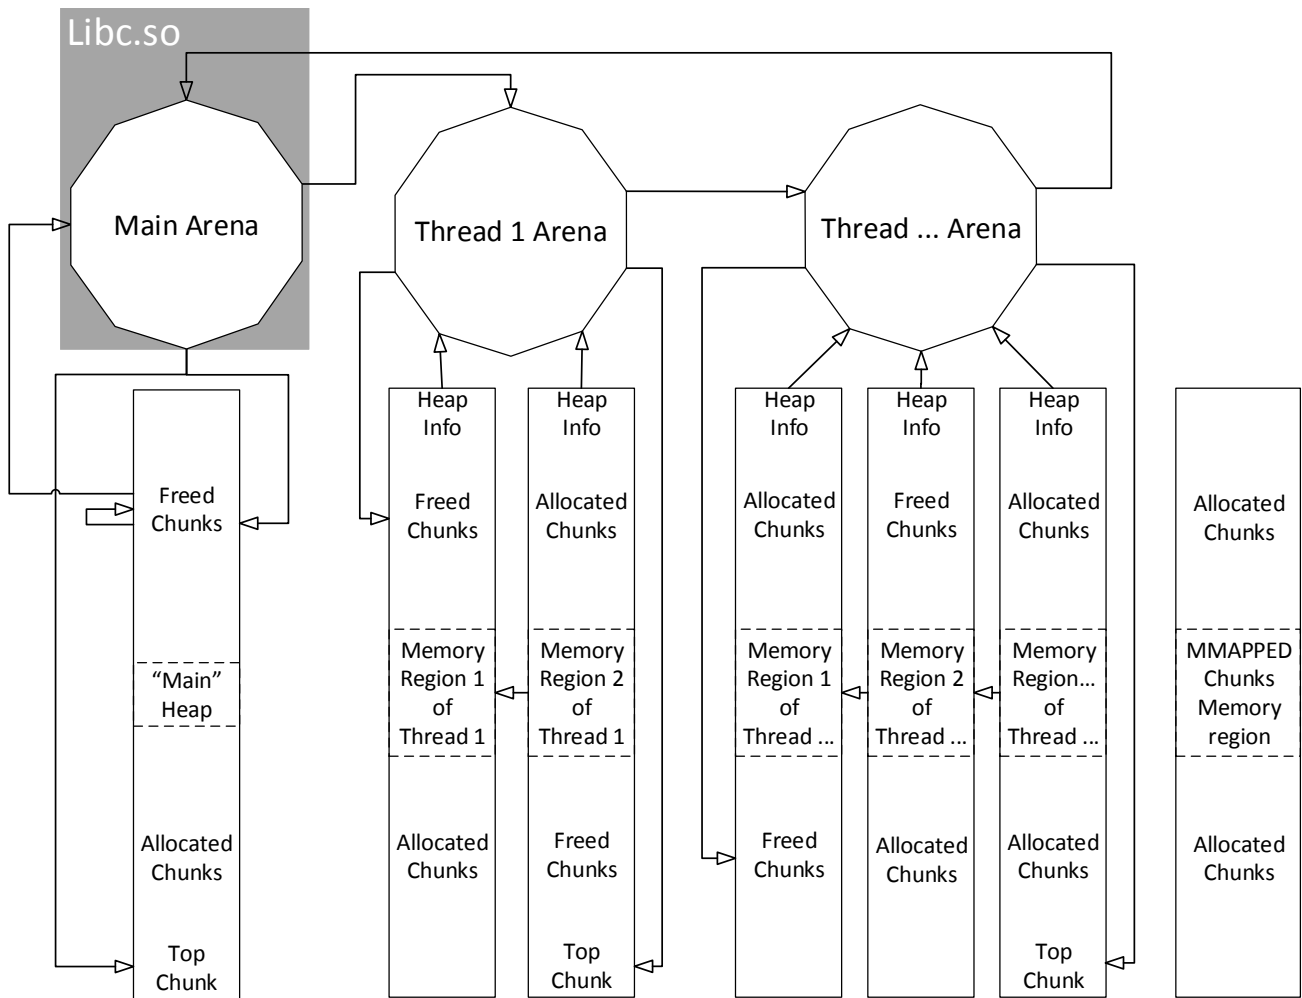 Libc.so
Main Arena
Thread 1 Arena
Thread ... Arena
Freed
Chunks
“Main”
Heap
Allocated
Chunks
Top
Chunk
Heap
Info
Freed
Chunks
Memory
Region 1
of
Thread 1
Allocated
Chunks
Heap
Info
Allocated
Chunks
Memory
Region 2
of
Thread 1
Freed
Chunks
Top
Chunk
Heap
Info
Allocated
Chunks
Memory
Region 1
of
Thread ...
Freed
Chunks
Heap
Info
Freed
Chunks
Memory
Region 2
of
Thread ...
Allocated
Chunks
Heap
Info
Allocated
Chunks
Memory
Region...
of
Thread ...
Allocated
Chunks
Top
Chunk
Allocated
Chunks
MMAPPED
Chunks
Memory
region
Allocated
Chunks